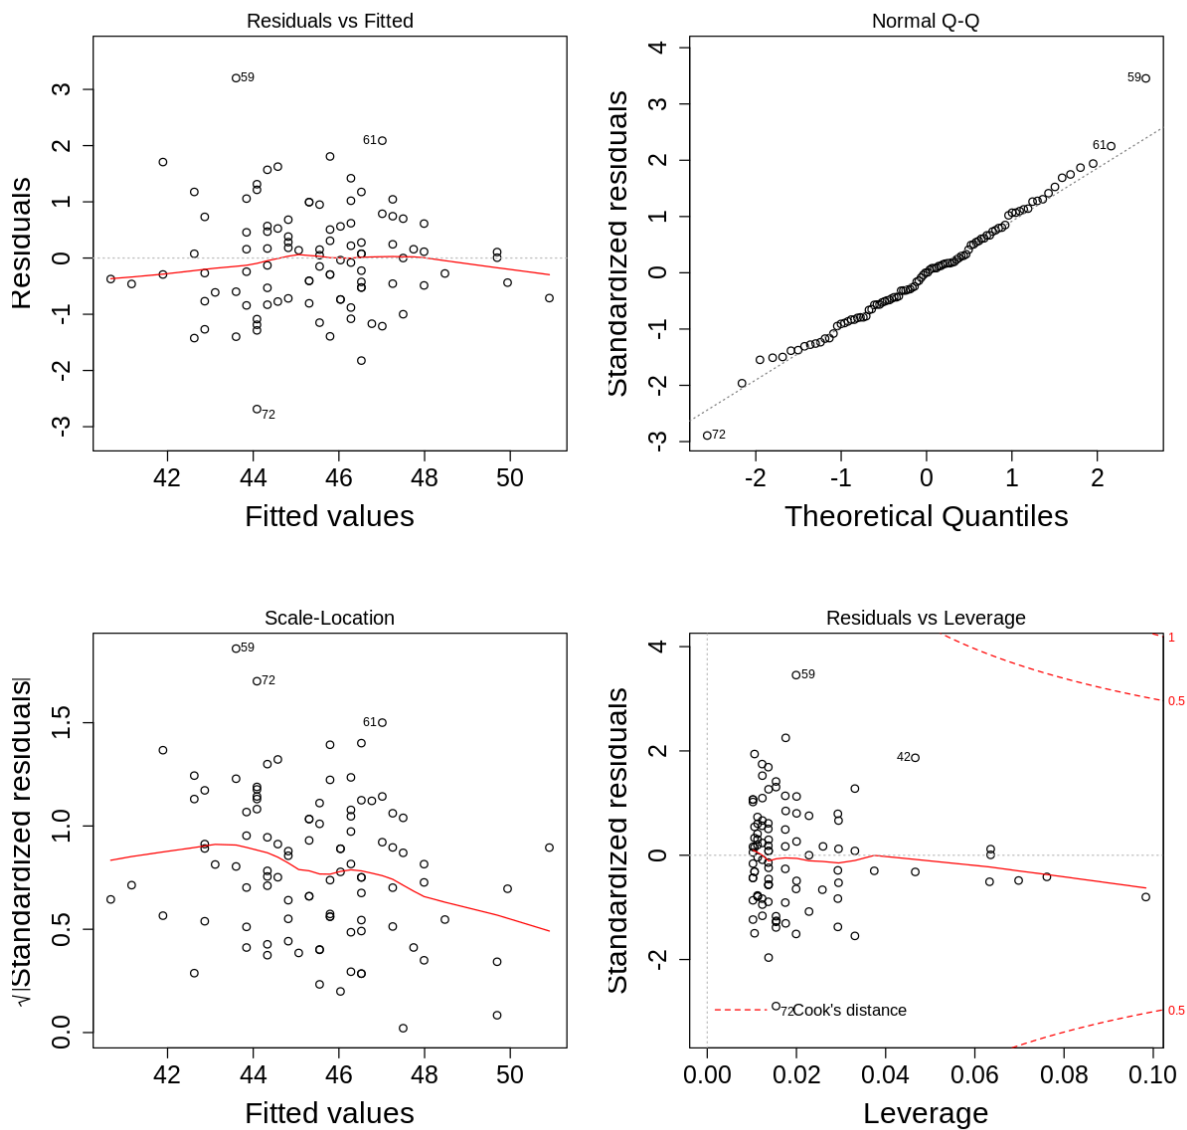 Residuals vs Fitted
Residuals
3
2
1
0
-1
-2
-3
59
61
72
42 44 46 48 50
Fitted values
Normal Q-Q
Standardized residuals
4
3
2
1
0
-1
-2
-3
59
61
72
-2 -1 0 1 2
Theoretical Quantiles
Scale-Location
√|Standardized residuals|
1.5
1.0
0.5
0.0
59
72
61
42 44 46 48 50
Fitted values
Residuals vs Leverage
Standardized residuals
4
2
0
-2
59
42
72
1
0.5
0.5
Cook's distance
0.00 0.02 0.04 0.06 0.08 0.10
Leverage